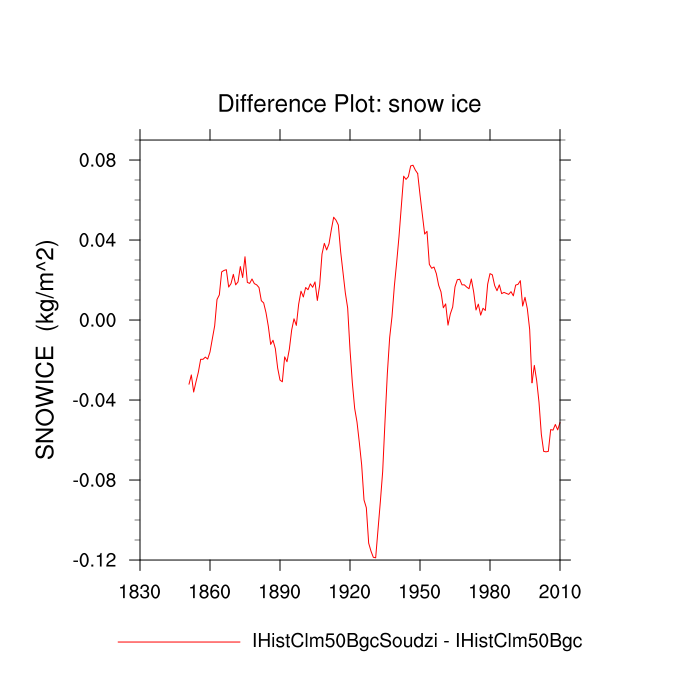 Difference Plot: snow ice
0.08
0.04
0.00
-0.04
-0.08
-0.12
SNOWICE (kg/m^2)
1830 1860 1890 1920 1950 1980 2010
IHistClm50BgcSoudzi - IHistClm50Bgc